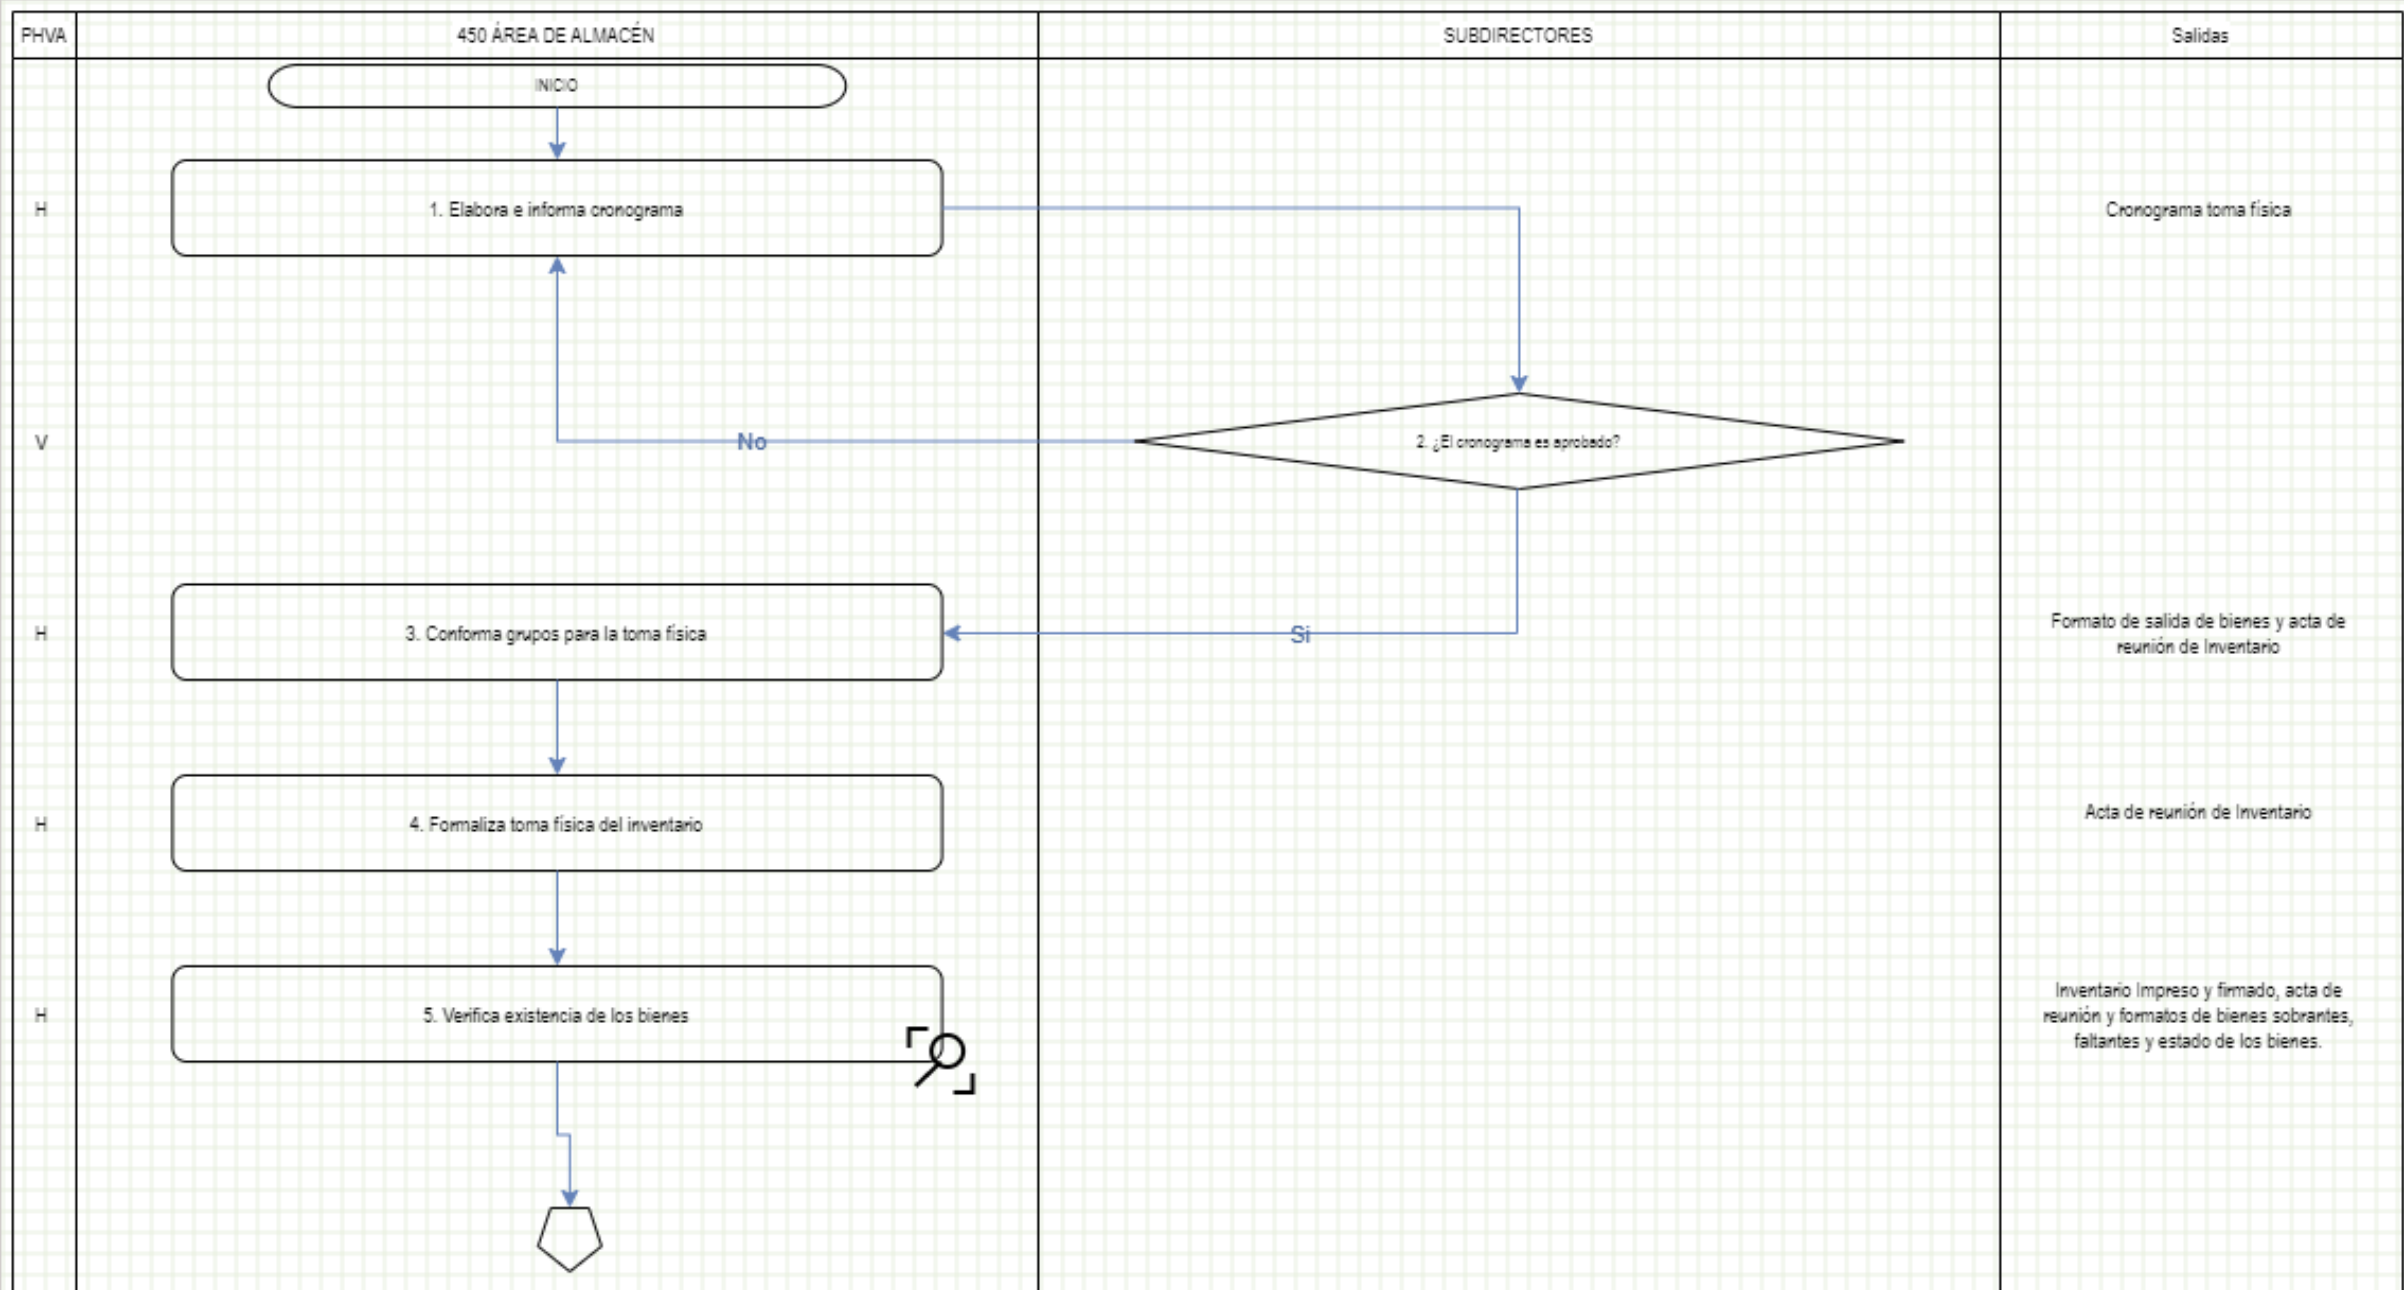 PHVA
450 ÁREA DE ALMACÉN
SUBDIRECTORES
Salidas
INICIO
H
1. Elabora e informa cronograma
Cronograma toma física
V
No
2. ¿El cronograma es aprobado?
H
3. Conforma grupos para la toma física
Si
Formato de salida de bienes y acta de
reunión de Inventario
H
4. Formaliza toma física del inventario
Acta de reunión de Inventario
H
5. Verifica existencia de los bienes
Inventario Impreso y firmado, acta de
reunión y formatos de bienes sobrantes,
faltantes y estado de los bienes.